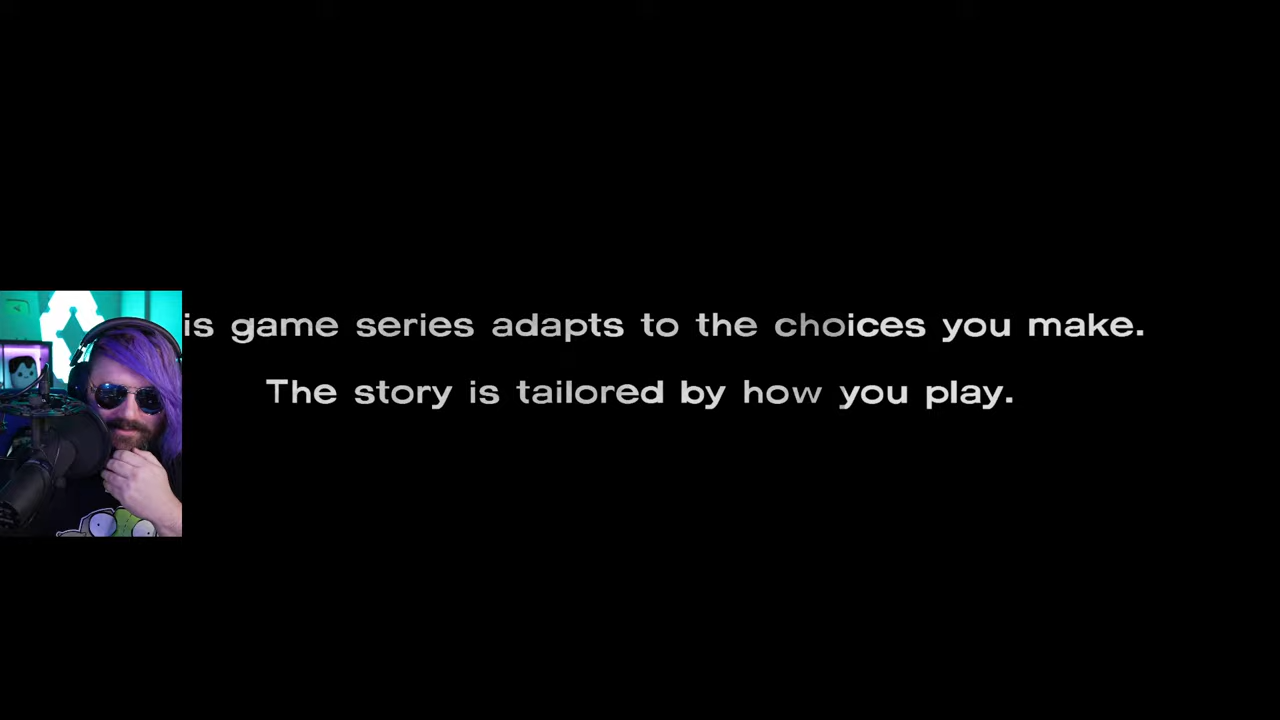 is game series adapts to the choices you make.
The story is tailored by how you play.